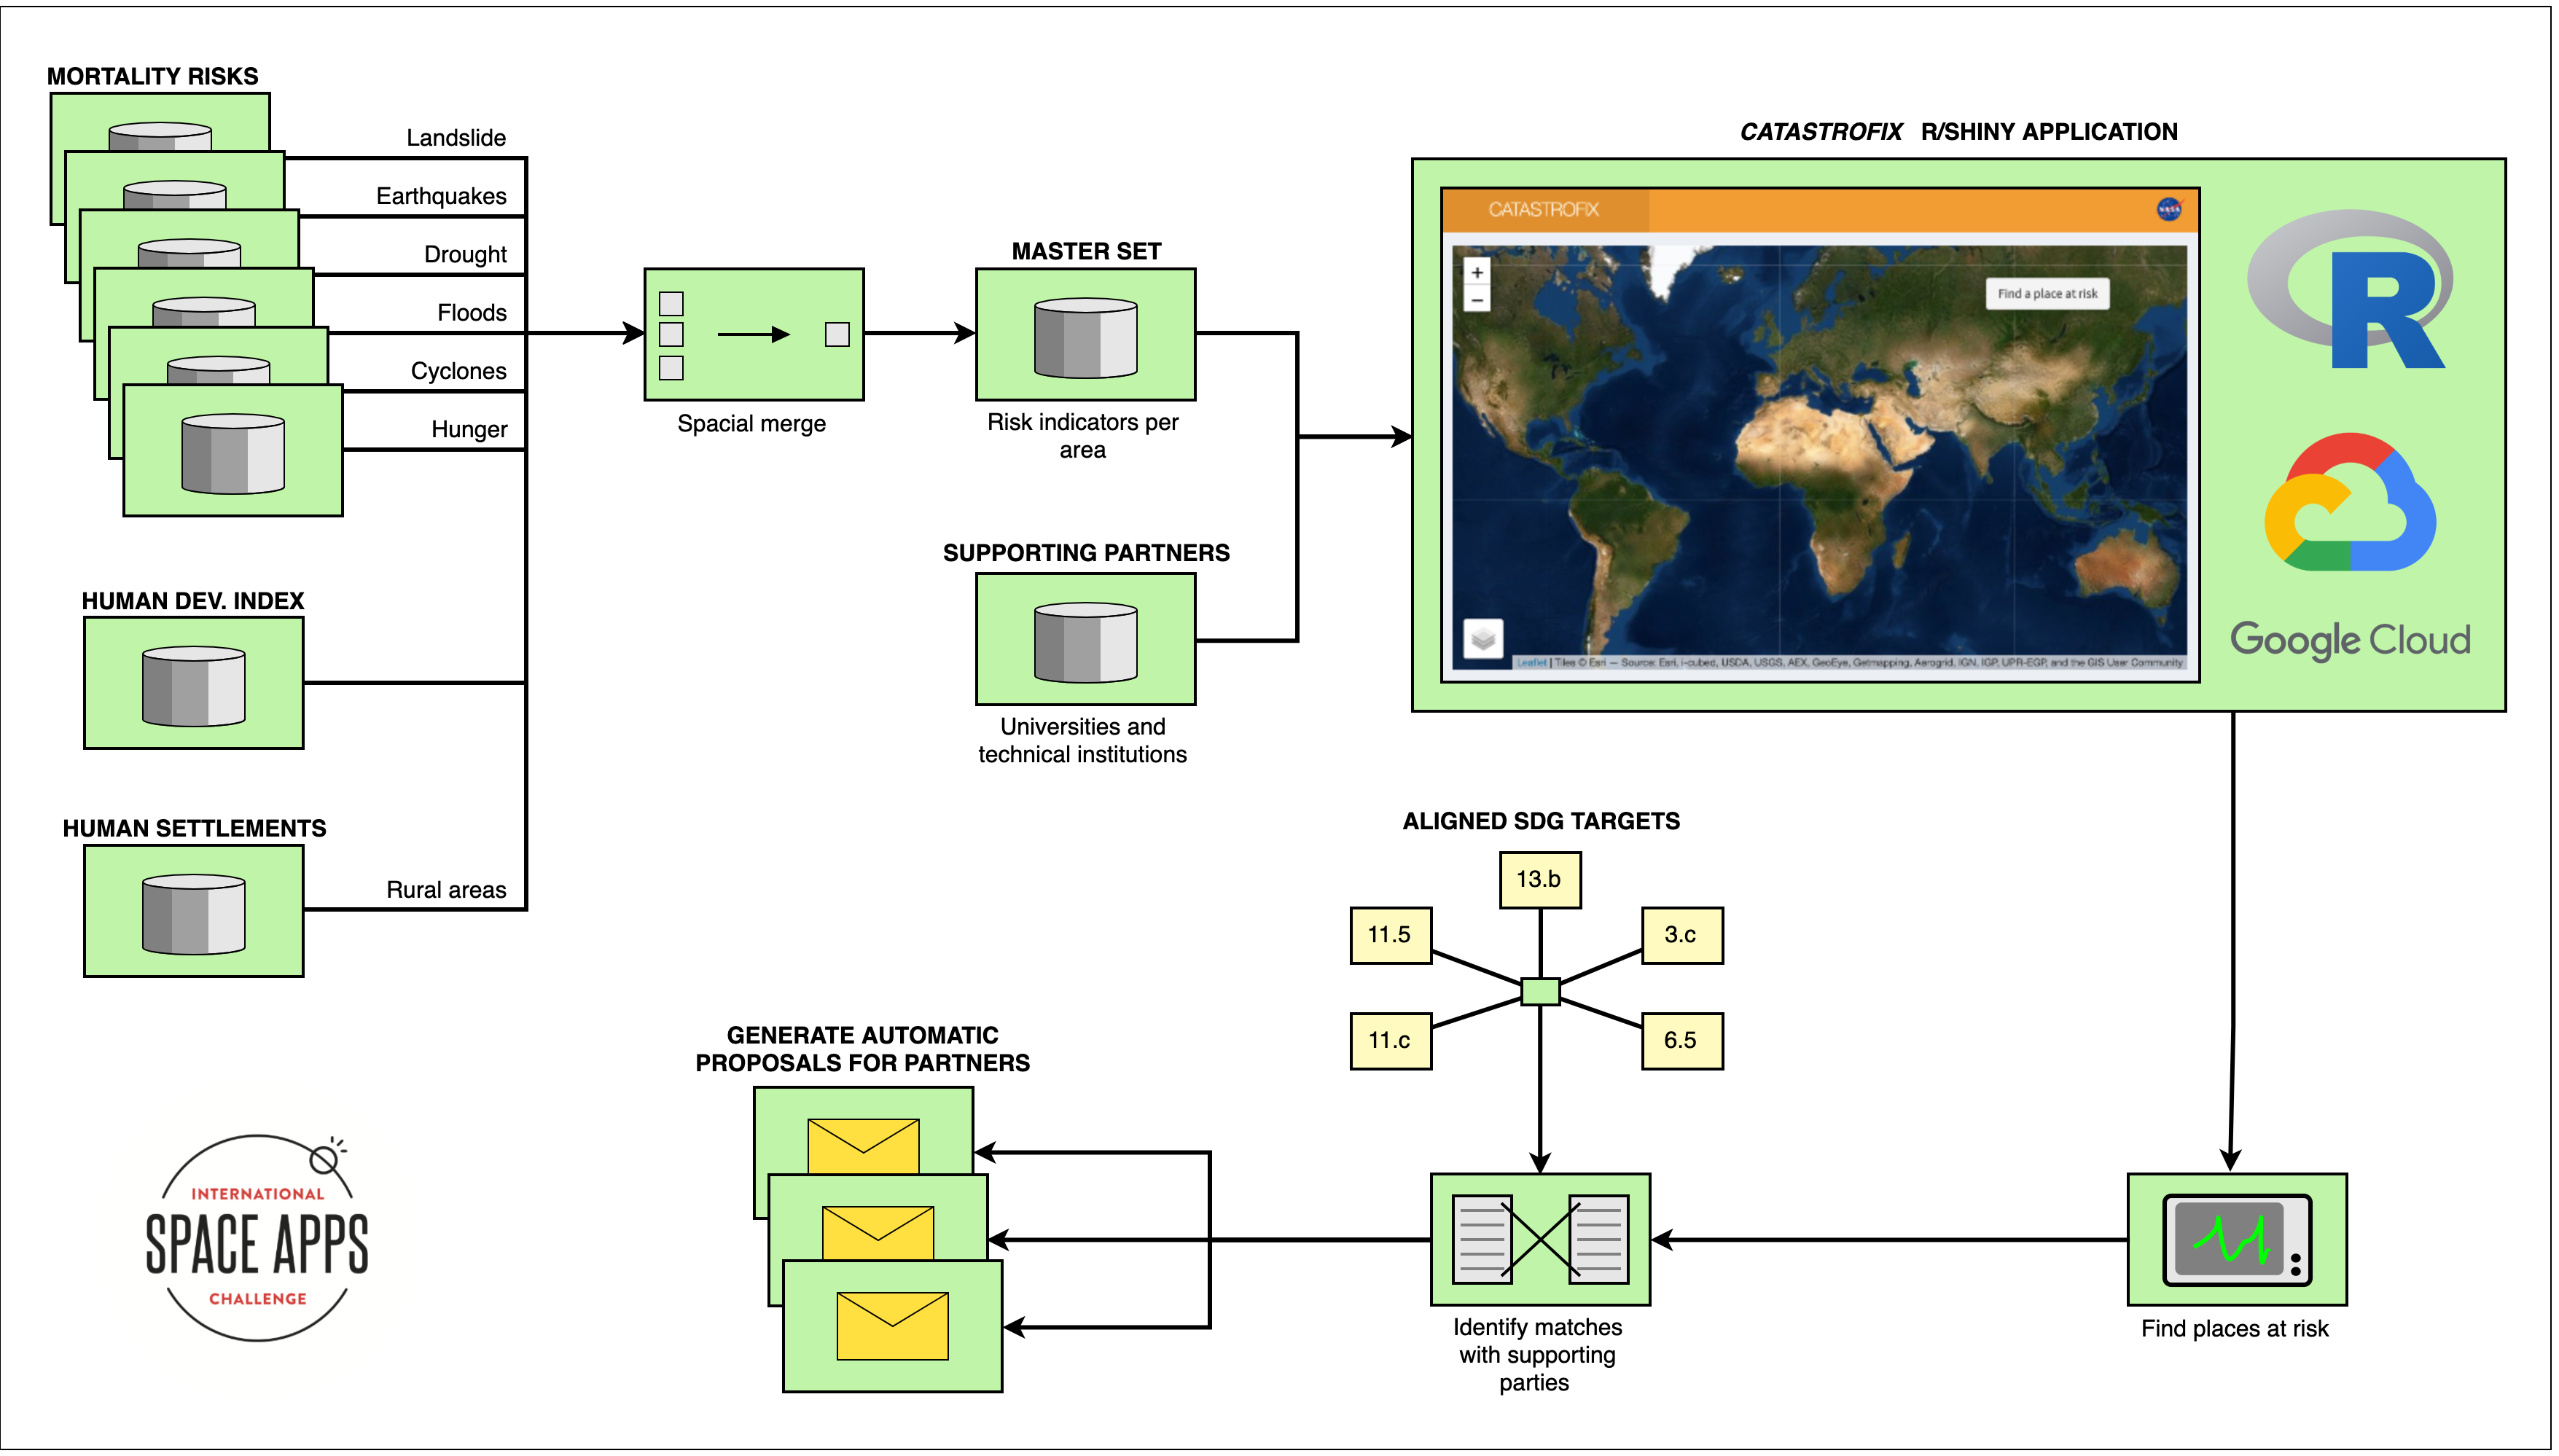 MORTALITY RISKS
Landslide
Earthquakes
Drought
Floods
Cyclones
Hunger
HUMAN DEV. INDEX
HUMAN SETTLEMENTS
Rural areas
Spacial merge
MASTER SET
Risk indicators per
area
SUPPORTING PARTNERS
Universities and
technical institutions
CATASTROFIX R/SHINY APPLICATION
CATASTROFIX
NASA
+
Find a place at risk
−
Leaflet | Tiles © Esri — Source: Esri, i-cubed, USDA, USGS, AEX, GeoEye, Getmapping, Aerogrid, IGN, IGP, UPR-EGP, and the GIS User Community
R
Google Cloud
ALIGNED SDG TARGETS
13.b
11.5
3.c
11.c
6.5
Find places at risk
Identify matches
with supporting
parties
GENERATE AUTOMATIC
PROPOSALS FOR PARTNERS
INTERNATIONAL
SPACE APPS
CHALLENGE